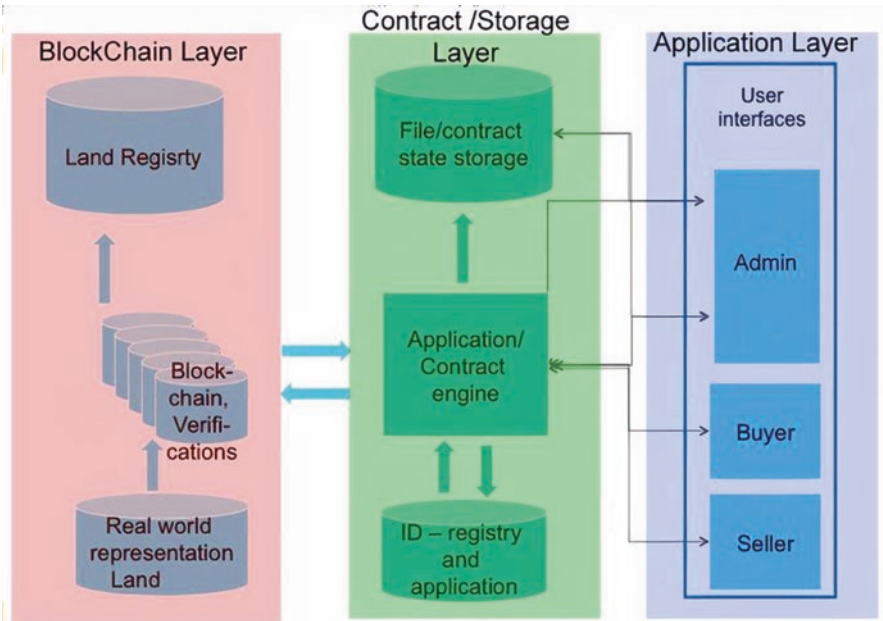 BlockChain Layer
Land Regisrty
Block-
chain,
Verifi-
cations
Real world
representation
Land
Contract /Storage
Layer
File/contract
state storage
Application/
Contract
engine
ID – registry
and
application
Application Layer
User
interfaces
Admin
Buyer
Seller